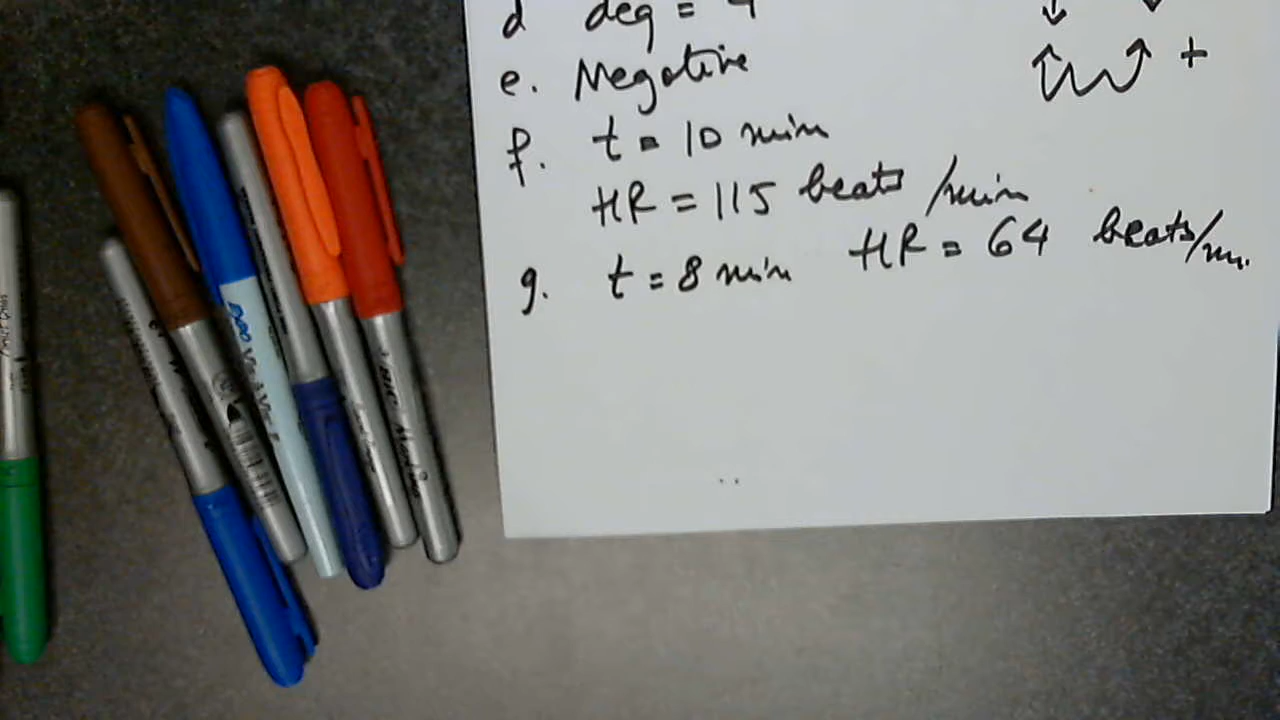 d deg = 4
e. Negative
+
f. t = 10 min
HR = 115 beats /min
g. t = 8 min HR = 64 beats/min.